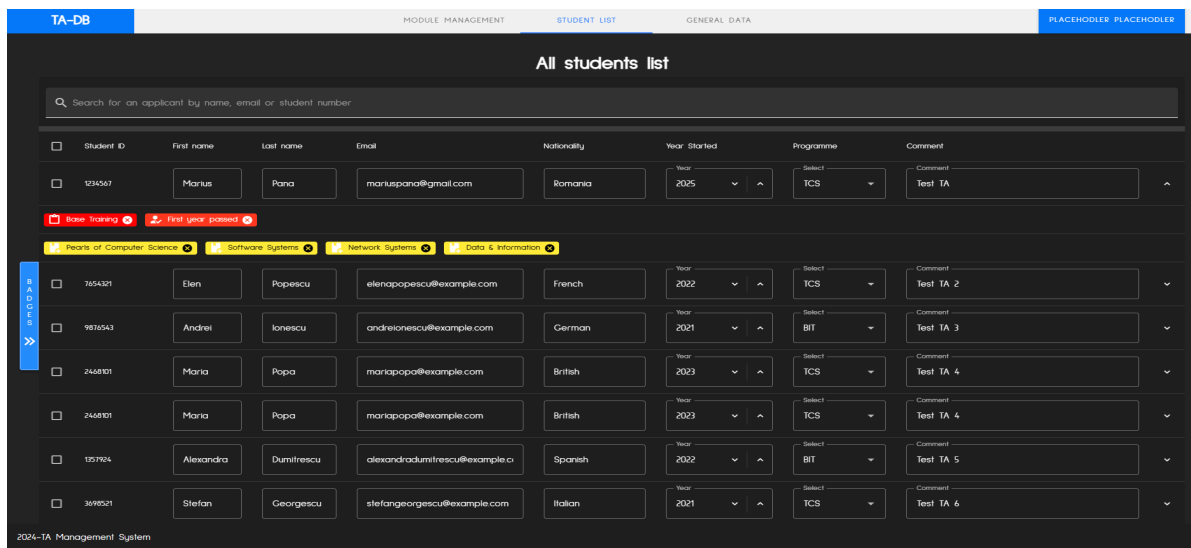 TA-DB MODULE MANAGEMENT STUDENT LIST GENERAL DATA PLACEHODLER PLACEHODLER
All students list
Search for an applicant by name, email or student number
Student ID First name Last name Email Nationality Year Started Programme Comment
Year Select Comment
1234567 Marius Pana mariuspana@gmail.com Romania 2025 TCS Test TA
Base Training First year passed
Pearls of Computer Science Software Systems Network Systems Data & Information
BADGES
Year Select Comment
7654321 Elen Popescu elenapopescu@example.com French 2022 TCS Test TA 2
Year Select Comment
9876543 Andrei Ionescu andreiionescu@example.com German 2021 BIT Test TA 3
Year Select Comment
2468101 Maria Popa mariapopa@example.com British 2023 TCS Test TA 4
Year Select Comment
2468101 Maria Popa mariapopa@example.com British 2023 TCS Test TA 4
Year Select Comment
1357924 Alexandra Dumitrescu alexandradumitrescu@example.c Spanish 2022 BIT Test TA 5
Year Select Comment
3698521 Stefan Georgescu stefangeorgescu@example.com Italian 2021 TCS Test TA 6
2024-TA Management System